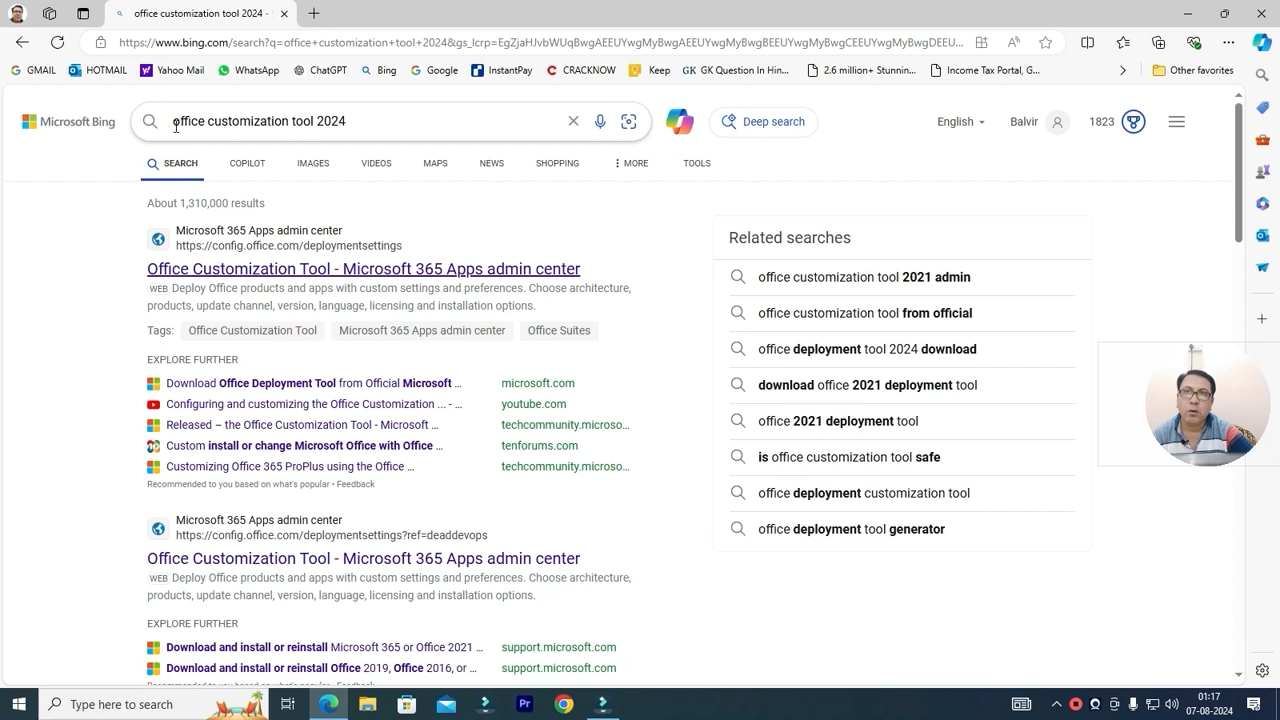 office customization tool 2024 -
https://www.bing.com/search?q=office+customization+tool+2024&gs_lcrp=EgZjaHJvbWUqBwgAEEUYwgMyBwgAEEUYwgMyBwgBEEUYwgMyBwgCEEUYwgMyBwgDEEU...
GMAIL
HOTMAIL
Yahoo Mail
WhatsApp
ChatGPT
Bing
Google
InstantPay
CRACKNOW
Keep
GK Question In Hin...
2.6 million+ Stunnin...
Income Tax Portal, G...
Other favorites
Microsoft Bing
office customization tool 2024
Deep search
English
Balvir
1823
SEARCH
COPILOT
IMAGES
VIDEOS
MAPS
NEWS
SHOPPING
MORE
TOOLS
About 1,310,000 results
Microsoft 365 Apps admin center
https://config.office.com/deploymentsettings
Office Customization Tool - Microsoft 365 Apps admin center
WEB Deploy Office products and apps with custom settings and preferences. Choose architecture,
products, update channel, version, language, licensing and installation options.
Tags: Office Customization Tool Microsoft 365 Apps admin center Office Suites
EXPLORE FURTHER
Download Office Deployment Tool from Official Microsoft ... microsoft.com
Configuring and customizing the Office Customization ... - ... youtube.com
Released – the Office Customization Tool - Microsoft ... techcommunity.microso...
Custom install or change Microsoft Office with Office ... tenforums.com
Customizing Office 365 ProPlus using the Office ... techcommunity.microso...
Recommended to you based on what's popular • Feedback
Microsoft 365 Apps admin center
https://config.office.com/deploymentsettings?ref=deaddevops
Office Customization Tool - Microsoft 365 Apps admin center
WEB Deploy Office products and apps with custom settings and preferences. Choose architecture,
products, update channel, version, language, licensing and installation options.
EXPLORE FURTHER
Download and install or reinstall Microsoft 365 or Office 2021 ... support.microsoft.com
Download and install or reinstall Office 2019, Office 2016, or ... support.microsoft.com
Recommended to you based on what's popular • Feedback
Related searches
office customization tool 2021 admin
office customization tool from official
office deployment tool 2024 download
download office 2021 deployment tool
office 2021 deployment tool
is office customization tool safe
office deployment customization tool
office deployment tool generator
Type here to search
Pr
01:17
07-08-2024